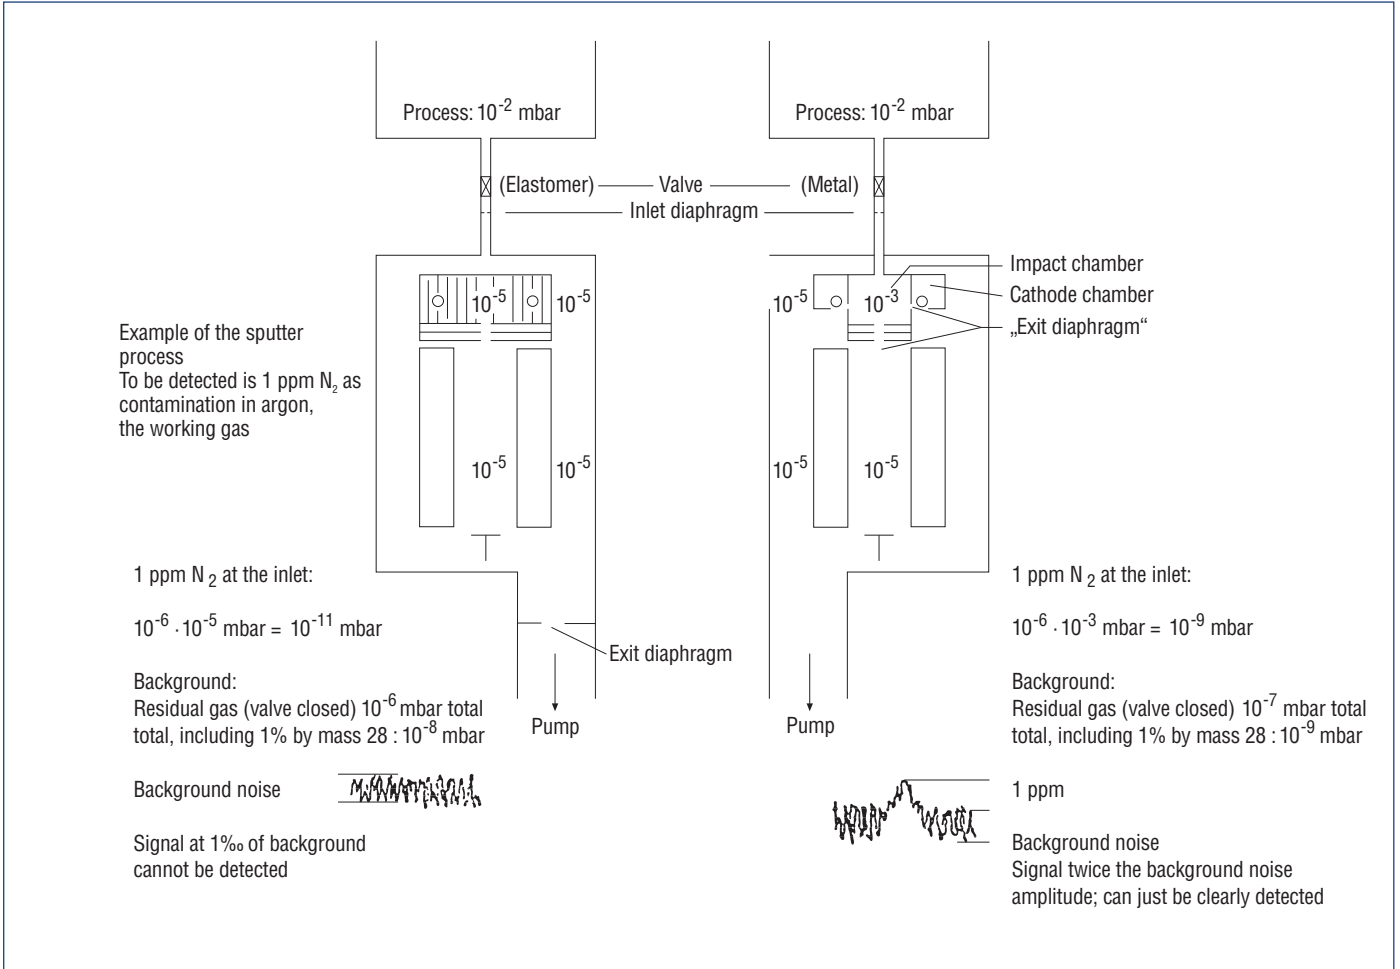 Process: 10⁻² mbar
Process: 10⁻² mbar
(Elastomer) Valve (Metal)
Inlet diaphragm
Impact chamber
Cathode chamber
„Exit diaphragm“
10⁻⁵ 10⁻⁵
10⁻⁵ 10⁻³
Example of the sputter
process
To be detected is 1 ppm N₂ as
contamination in argon,
the working gas
10⁻⁵ 10⁻⁵
10⁻⁵ 10⁻⁵
1 ppm N ₂ at the inlet:
10⁻⁶ · 10⁻⁵ mbar = 10⁻¹¹ mbar
Exit diaphragm
Pump
Background:
Residual gas (valve closed) 10⁻⁶ mbar total
total, including 1% by mass 28 : 10⁻⁸ mbar
Background noise
Signal at 1‰ of background
cannot be detected
Pump
1 ppm N ₂ at the inlet:
10⁻⁶ · 10⁻³ mbar = 10⁻⁹ mbar
Background:
Residual gas (valve closed) 10⁻⁷ mbar total
total, including 1% by mass 28 : 10⁻⁹ mbar
1 ppm
Background noise
Signal twice the background noise
amplitude; can just be clearly detected